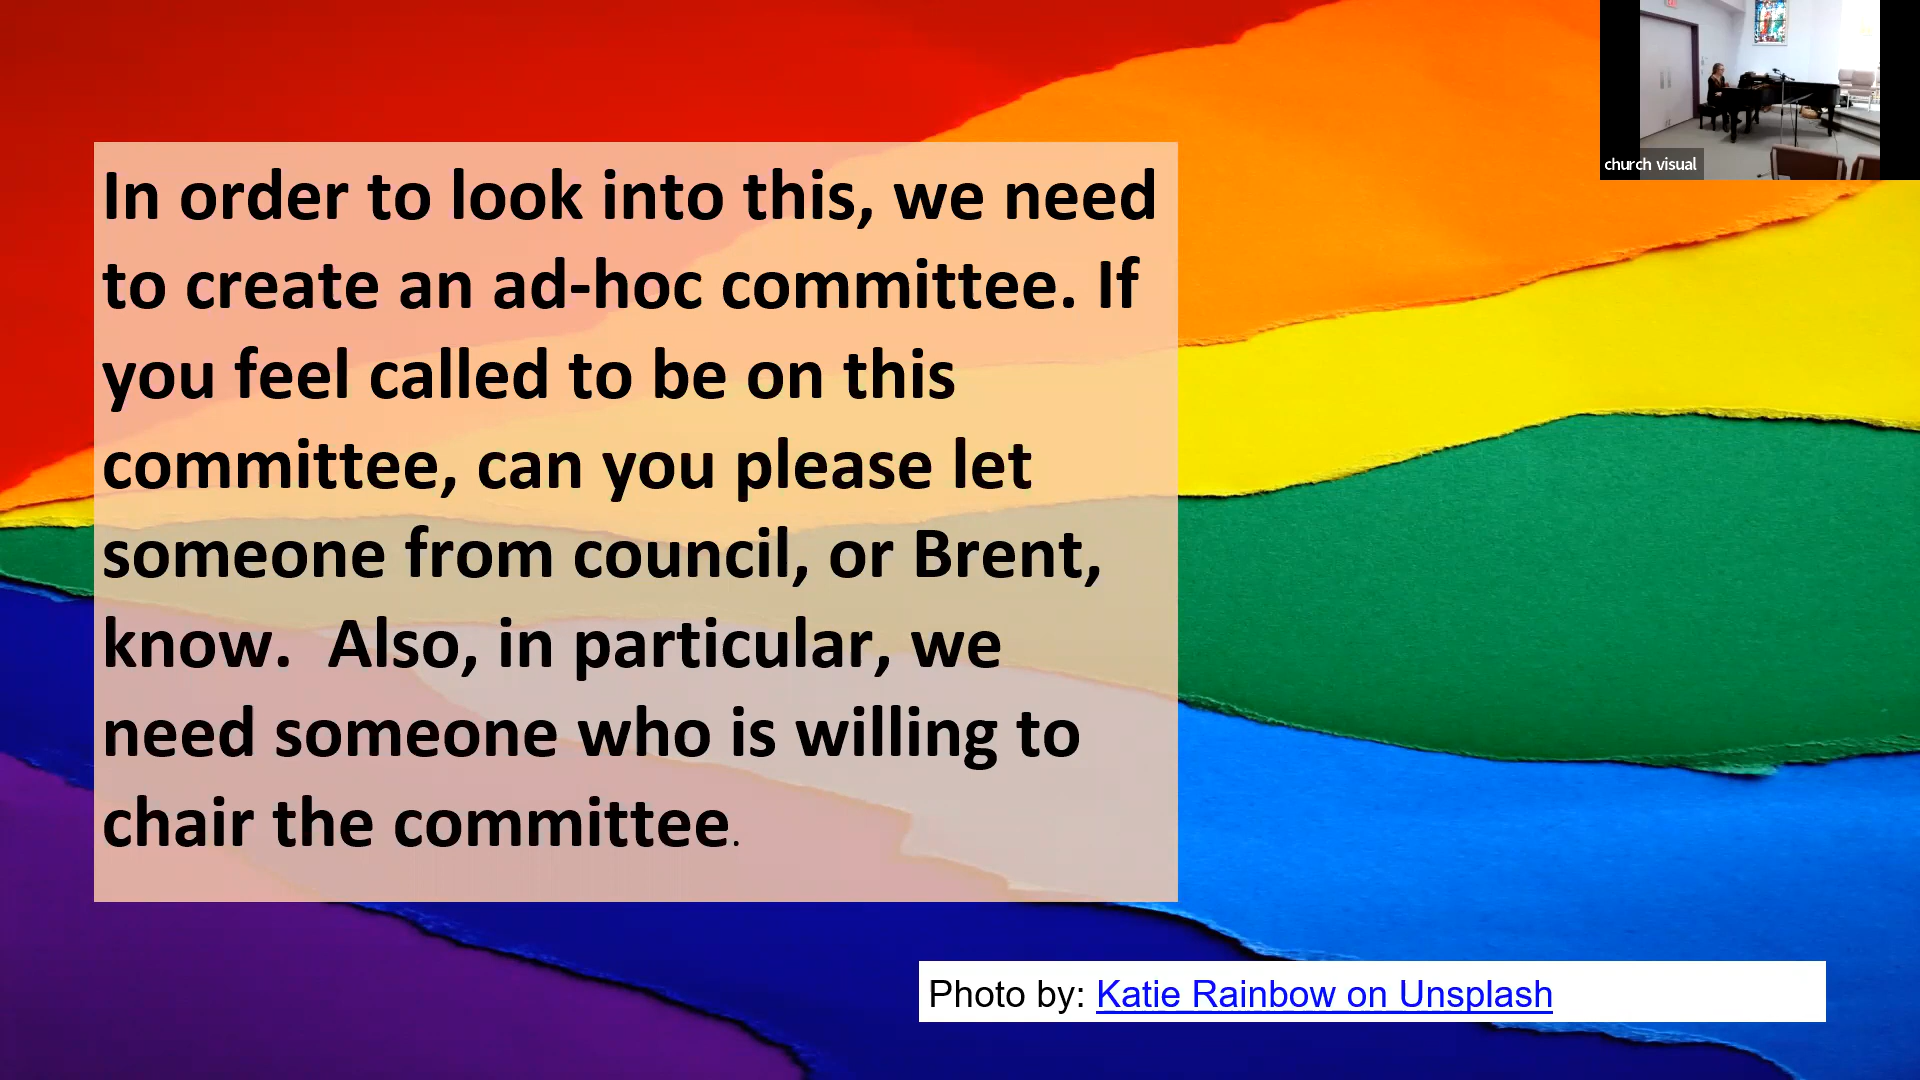 In order to look into this, we need
to create an ad-hoc committee. If
you feel called to be on this
committee, can you please let
someone from council, or Brent,
know.  Also, in particular, we
need someone who is willing to
chair the committee.
Photo by: Katie Rainbow on Unsplash
church visual